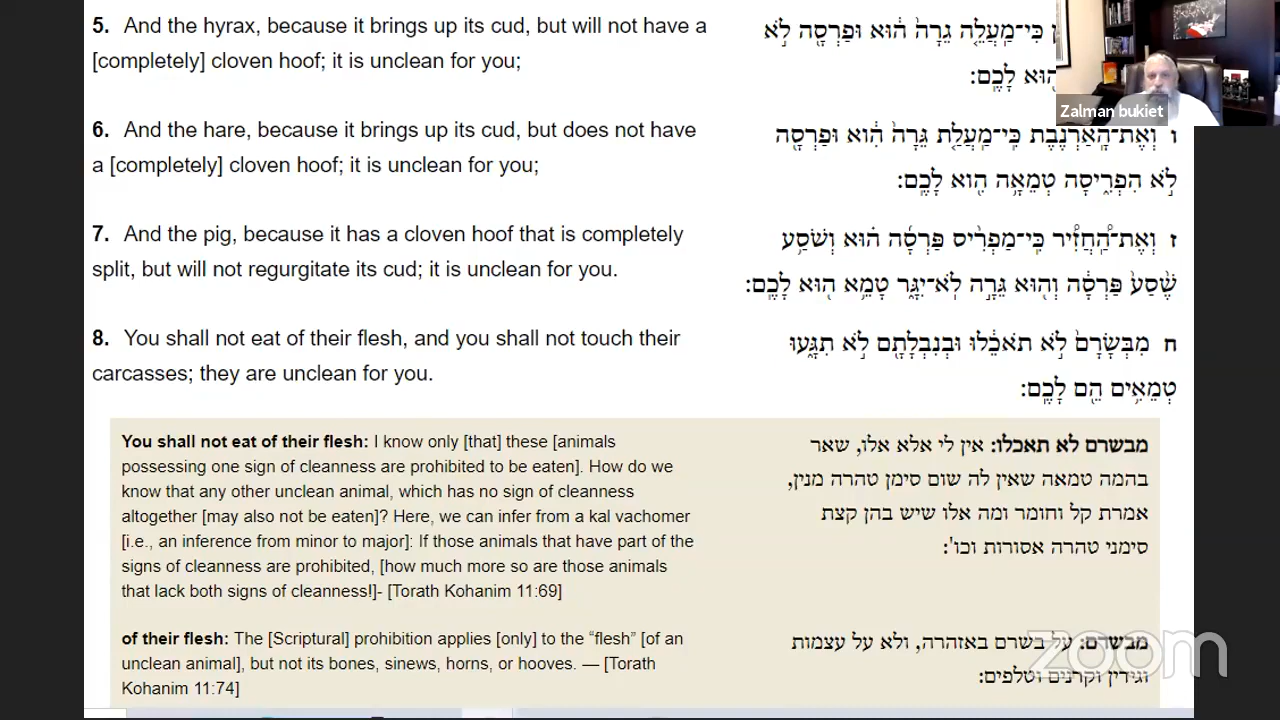 5. And the hyrax, because it brings up its cud, but will not have a
[completely] cloven hoof; it is unclean for you;
כִּי־מַֽעֲלֵ֤ה גֵרָה֙ ה֔וּא וּפַרְסָ֖ה לֹ֣א
ה֖וּא לָכֶֽם׃
Zalman bukiet
6. And the hare, because it brings up its cud, but does not have
a [completely] cloven hoof; it is unclean for you;
ו וְאֶת־הָֽאַרְנֶ֗בֶת כִּֽי־מַֽעֲלַ֤ת גֵּרָה֙ הִ֔וא וּפַרְסָ֖ה
לֹ֣א הִפְרִ֑יסָה טְמֵאָ֥ה הִ֖וא לָכֶֽם׃
7. And the pig, because it has a cloven hoof that is completely
split, but will not regurgitate its cud; it is unclean for you.
ז וְאֶת־הַֽ֠חֲזִ֠יר כִּֽי־מַפְרִ֨יס פַּרְסָ֜ה ה֗וּא וְשֹׁסַ֥ע
שֶׁ֨סַע֙ פַּרְסָ֔ה וְה֖וּא גֵּרָ֣ה לֹֽא־יִגָּ֑ר טָמֵ֥א ה֖וּא לָכֶֽם׃
8. You shall not eat of their flesh, and you shall not touch their
carcasses; they are unclean for you.
ח מִבְּשָׂרָם֙ לֹ֣א תֹאכֵ֔לוּ וּבְנִבְלָתָ֖ם לֹ֣א תִגָּ֑עוּ
טְמֵאִ֥ים הֵ֖ם לָכֶֽם׃
You shall not eat of their flesh: I know only [that] these [animals
possessing one sign of cleanness are prohibited to be eaten]. How do we
know that any other unclean animal, which has no sign of cleanness
altogether [may also not be eaten]? Here, we can infer from a kal vachomer
[i.e., an inference from minor to major]: If those animals that have part of the
signs of cleanness are prohibited, [how much more so are those animals
that lack both signs of cleanness!]- [Torath Kohanim 11:69]
מבשרם לא תאכלו: אין לי אלא אלו, שאר
בהמה טמאה שאין לה שום סימן טהרה מנין,
אמרת קל וחומר ומה אלו שיש בהן קצת
סימני טהרה אסורות וכו':
of their flesh: The [Scriptural] prohibition applies [only] to the “flesh” [of an
unclean animal], but not its bones, sinews, horns, or hooves. — [Torath
Kohanim 11:74]
מבשרם: על בשרם באזהרה, ולא על עצמות
וגידין וקרנים וטלפים:
zoom